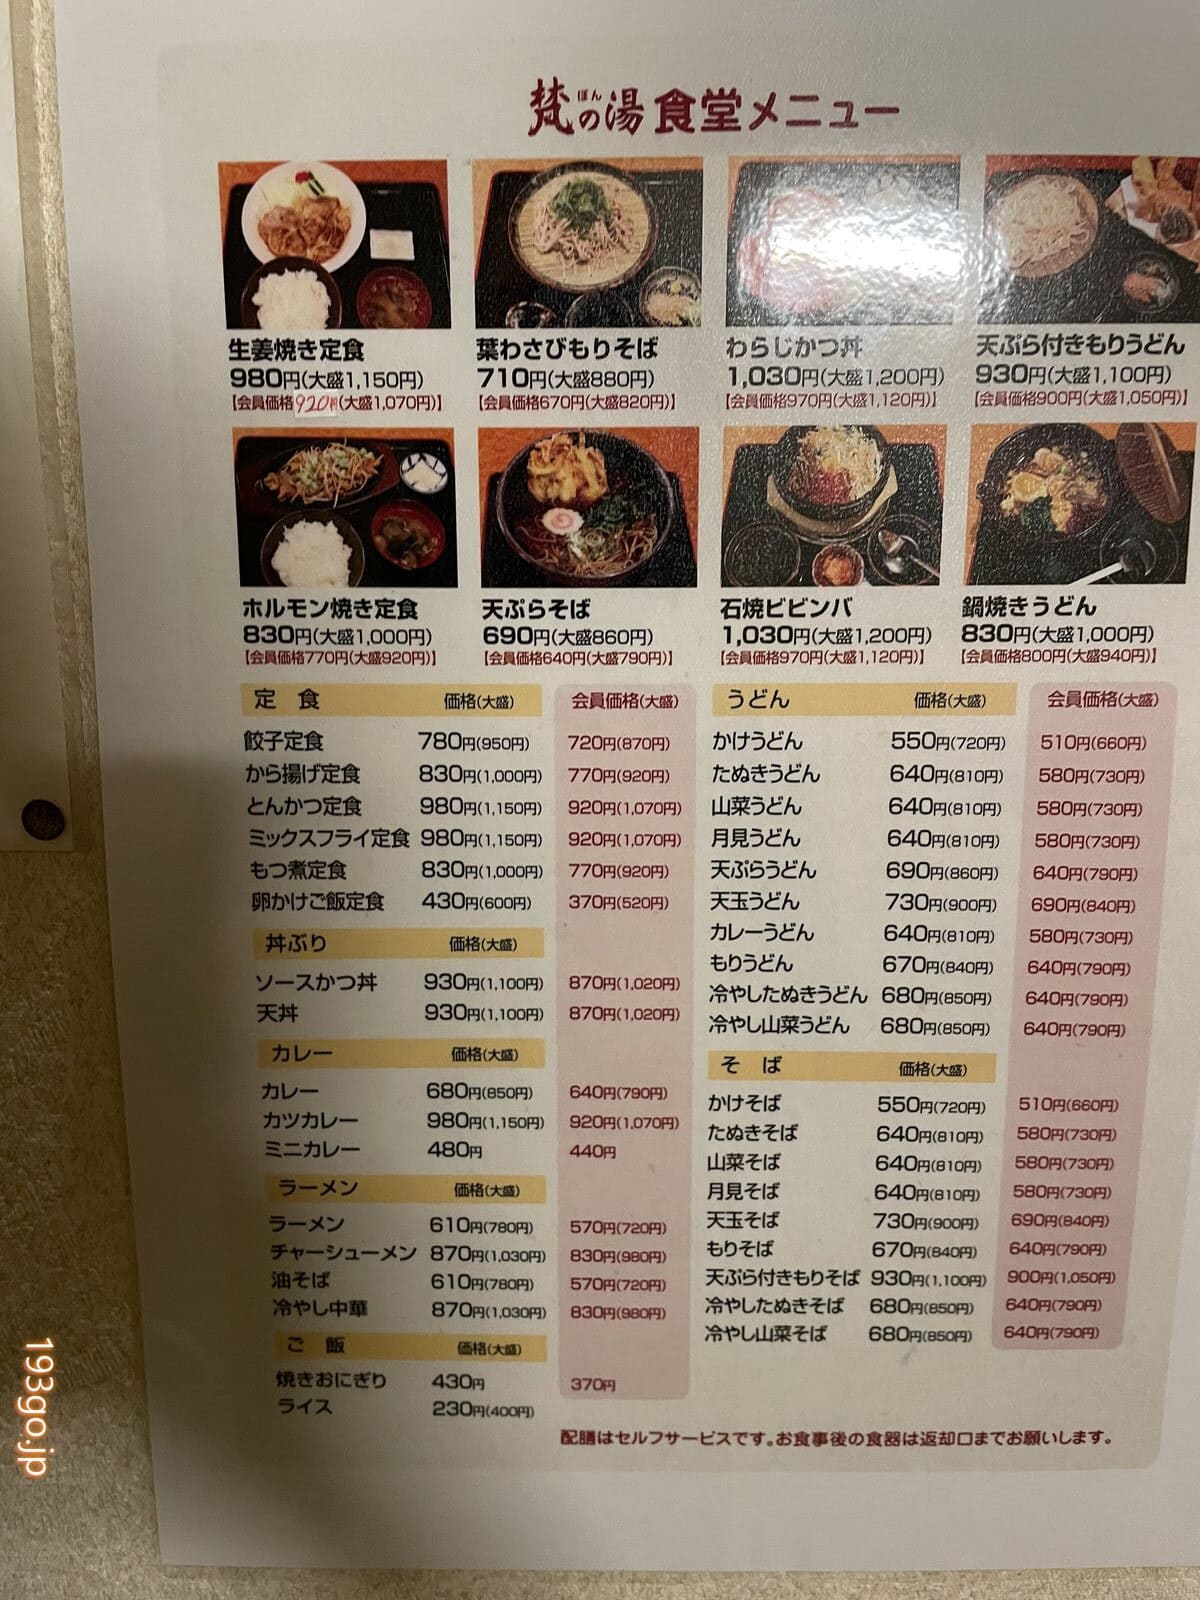 梵の湯 食堂メニュー
ぼん
生姜焼き定食
980円(大盛1,150円)
【会員価格920円(大盛1,070円)】
葉わさびもりそば
710円(大盛880円)
【会員価格670円(大盛820円)】
わらじかつ丼
1,030円(大盛1,200円)
【会員価格970円(大盛1,120円)】
天ぷら付きもりうどん
930円(大盛1,100円)
【会員価格900円(大盛1,050円)】
ホルモン焼き定食
830円(大盛1,000円)
【会員価格770円(大盛920円)】
天ぷらそば
690円(大盛860円)
【会員価格640円(大盛790円)】
石焼ビビンバ
1,030円(大盛1,200円)
【会員価格970円(大盛1,120円)】
鍋焼きうどん
830円(大盛1,000円)
【会員価格800円(大盛940円)】
定 食 価格(大盛) 会員価格(大盛)
餃子定食 780円(950円) 720円(870円)
から揚げ定食 830円(1,000円) 770円(920円)
とんかつ定食 980円(1,150円) 920円(1,070円)
ミックスフライ定食 980円(1,150円) 920円(1,070円)
もつ煮定食 830円(1,000円) 770円(920円)
卵かけご飯定食 430円(600円) 370円(520円)
丼ぶり 価格(大盛)
ソースかつ丼 930円(1,100円) 870円(1,020円)
天丼 930円(1,100円) 870円(1,020円)
カレー 価格(大盛)
カレー 680円(850円) 640円(790円)
カツカレー 980円(1,150円) 920円(1,070円)
ミニカレー 480円 440円
ラーメン 価格(大盛)
ラーメン 610円(780円) 570円(720円)
チャーシューメン 870円(1,030円) 830円(980円)
油そば 610円(780円) 570円(720円)
冷やし中華 870円(1,030円) 830円(980円)
ご 飯 価格(大盛)
焼きおにぎり 430円 370円
ライス 230円(400円)
うどん 価格(大盛) 会員価格(大盛)
かけうどん 550円(720円) 510円(660円)
たぬきうどん 640円(810円) 580円(730円)
山菜うどん 640円(810円) 580円(730円)
月見うどん 640円(810円) 580円(730円)
天ぷらうどん 690円(860円) 640円(790円)
天玉うどん 730円(900円) 690円(840円)
カレーうどん 640円(810円) 580円(730円)
もりうどん 670円(840円) 640円(790円)
冷やしたぬきうどん 680円(850円) 640円(790円)
冷やし山菜うどん 680円(850円) 640円(790円)
そ ば 価格(大盛)
かけそば 550円(720円) 510円(660円)
たぬきそば 640円(810円) 580円(730円)
山菜そば 640円(810円) 580円(730円)
月見そば 640円(810円) 580円(730円)
天玉そば 730円(900円) 690円(840円)
もりそば 670円(840円) 640円(790円)
天ぷら付きもりそば 930円(1,100円) 900円(1,050円)
冷やしたぬきそば 680円(850円) 640円(790円)
冷やし山菜そば 680円(850円) 640円(790円)
配膳はセルフサービスです。お食事後の食器は返却口までお願いします。
193go.jp